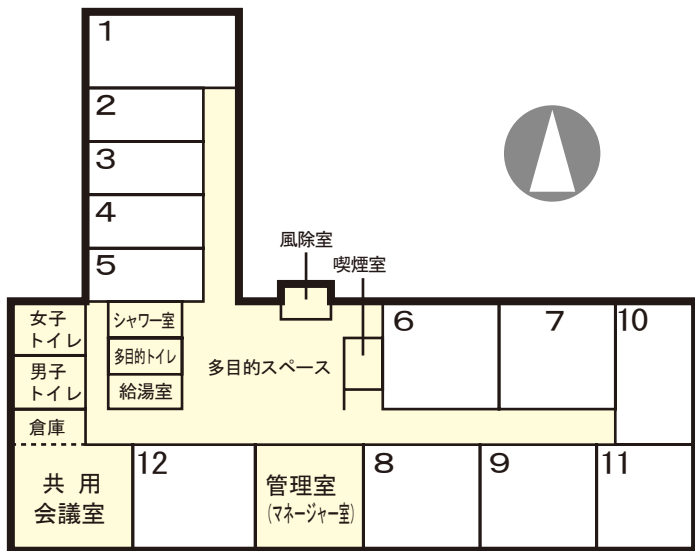 1
2
3
4
5
風除室
喫煙室
女子
トイレ
シャワー室
6
7
10
多目的トイレ
多目的スペース
男子
トイレ
給湯室
倉庫
共用
会議室
12
管理室
(マネージャー室)
8
9
11